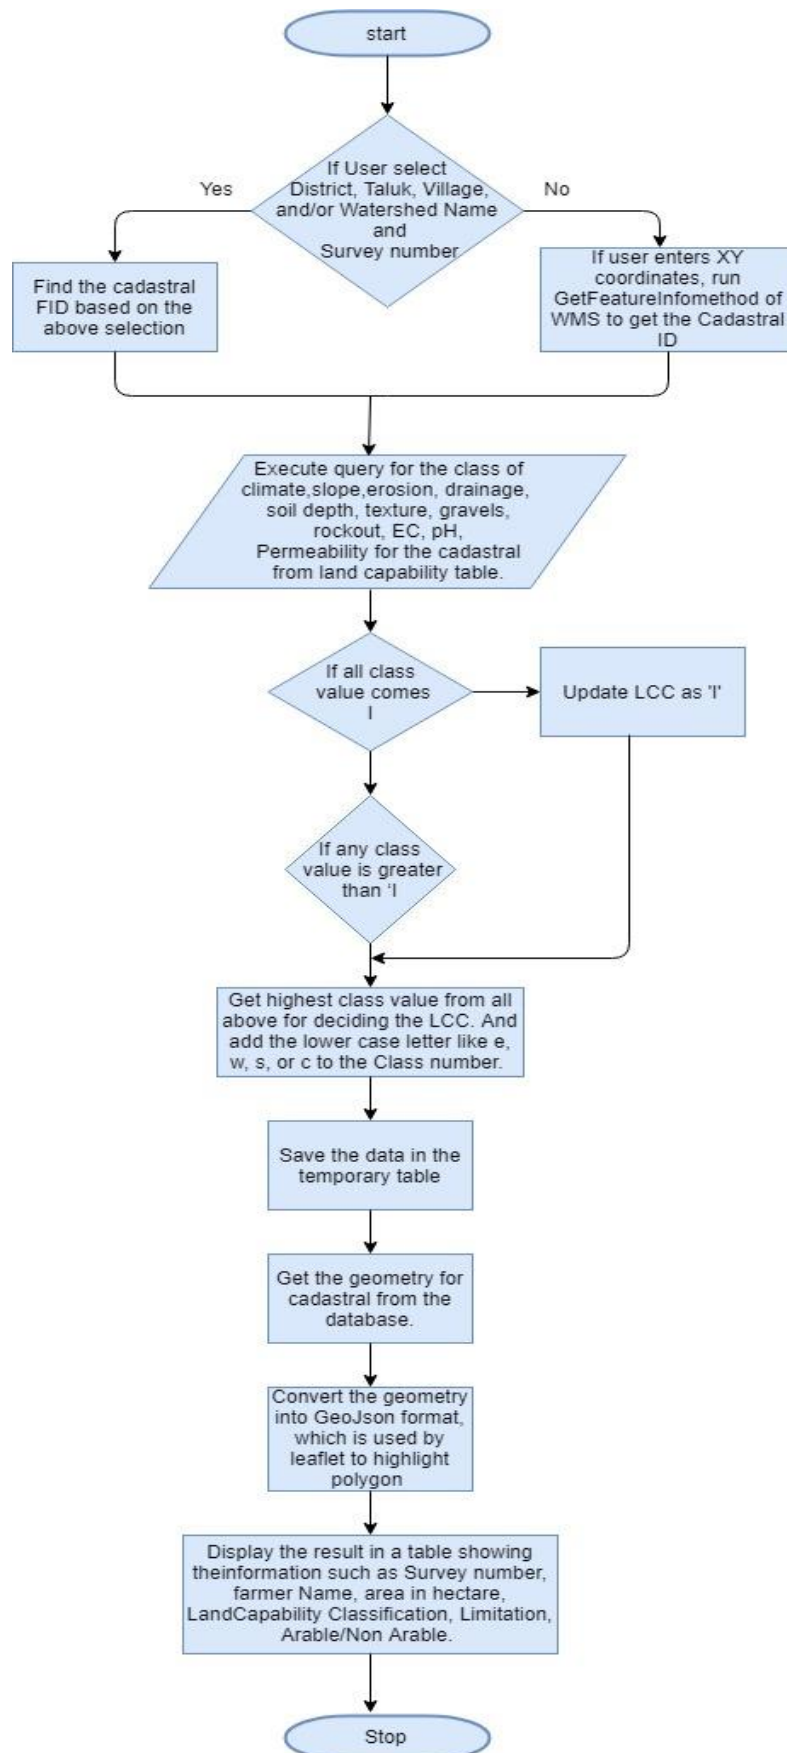 start
If User select
District, Taluk, Village,
and/or Watershed Name
and
Survey number
Yes
No
Find the cadastral
FID based on the
above selection
If user enters XY
coordinates, run
GetFeatureInfomethod of
WMS to get the Cadastral
ID
Execute query for the class of
climate,slope,erosion, drainage,
soil depth, texture, gravels,
rockout, EC, pH,
Permeability for the cadastral
from land capability table.
If all class
value comes
I
Update LCC as 'I'
If any class
value is greater
than ‘I
Get highest class value from all
above for deciding the LCC. And
add the lower case letter like e,
w, s, or c to the Class number.
Save the data in the
temporary table
Get the geometry for
cadastral from the
database.
Convert the geometry
into GeoJson format,
which is used by
leaflet to highlight
polygon
Display the result in a table showing
theinformation such as Survey number,
farmer Name, area in hectare,
LandCapability Classification, Limitation,
Arable/Non Arable.
Stop